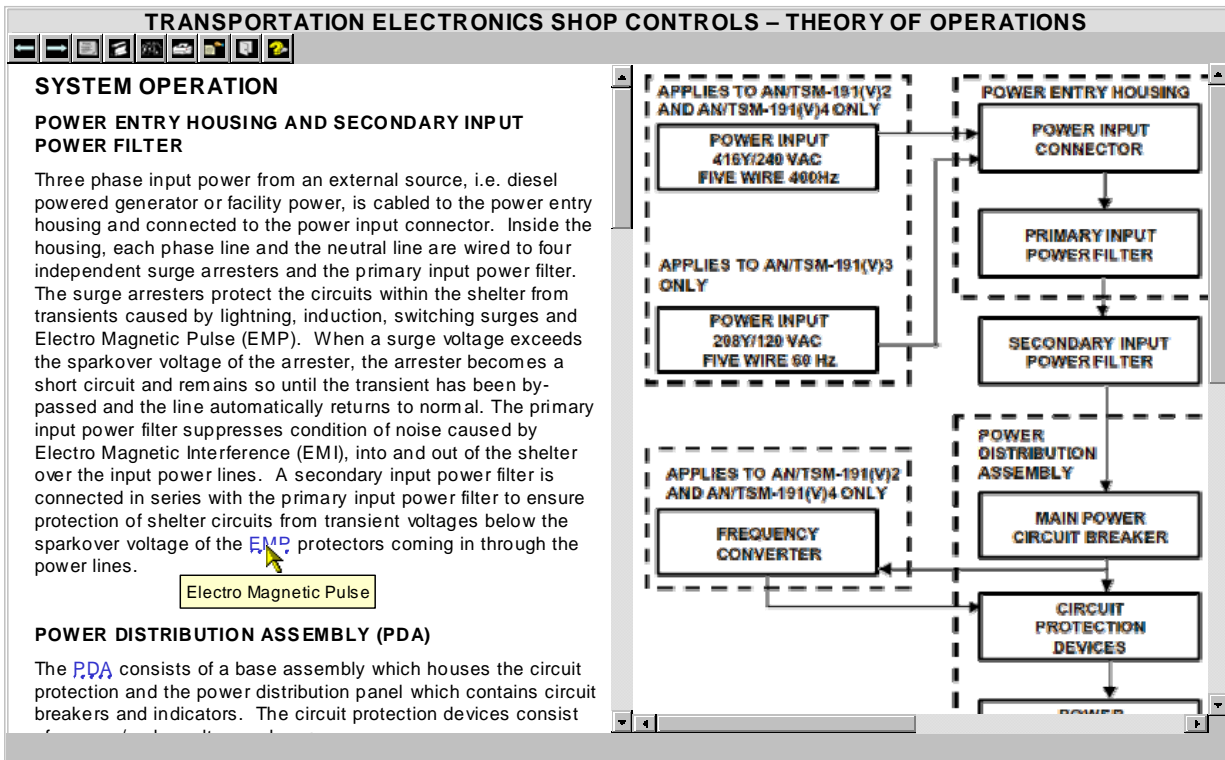 TRANSPORTATION ELECTRONICS SHOP CONTROLS – THEORY OF OPERATIONS
SYSTEM OPERATION
POWER ENTRY HOUSING AND SECONDARY INPUT
POWER FILTER
Three phase input power from an external source, i.e. diesel
powered generator or facility power, is cabled to the power entry
housing and connected to the power input connector. Inside the
housing, each phase line and the neutral line are wired to four
independent surge arresters and the primary input power filter.
The surge arresters protect the circuits within the shelter from
transients caused by lightning, induction, switching surges and
Electro Magnetic Pulse (EMP). When a surge voltage exceeds
the sparkover voltage of the arrester, the arrester becomes a
short circuit and remains so until the transient has been by-
passed and the line automatically returns to normal. The primary
input power filter suppresses condition of noise caused by
Electro Magnetic Interference (EMI), into and out of the shelter
over the input power lines. A secondary input power filter is
connected in series with the primary input power filter to ensure
protection of shelter circuits from transient voltages below the
sparkover voltage of the EMP protectors coming in through the
power lines.
Electro Magnetic Pulse
POWER DISTRIBUTION ASSEMBLY (PDA)
The PDA consists of a base assembly which houses the circuit
protection and the power distribution panel which contains circuit
breakers and indicators. The circuit protection devices consist
APPLIES TO AN/TSM-191(V)2
AND AN/TSM-191(V)4 ONLY
POWER INPUT
416Y/240 VAC
FIVE WIRE 400Hz
APPLIES TO AN/TSM-191(V)3
ONLY
POWER INPUT
208Y/120 VAC
FIVE WIRE 60 Hz
POWER ENTRY HOUSING
POWER INPUT
CONNECTOR
PRIMARY INPUT
POWER FILTER
SECONDARY INPUT
POWER FILTER
POWER
DISTRIBUTION
ASSEMBLY
APPLIES TO AN/TSM-191(V)2
AND AN/TSM-191(V)4 ONLY
FREQUENCY
CONVERTER
MAIN POWER
CIRCUIT BREAKER
CIRCUIT
PROTECTION
DEVICES
POWER